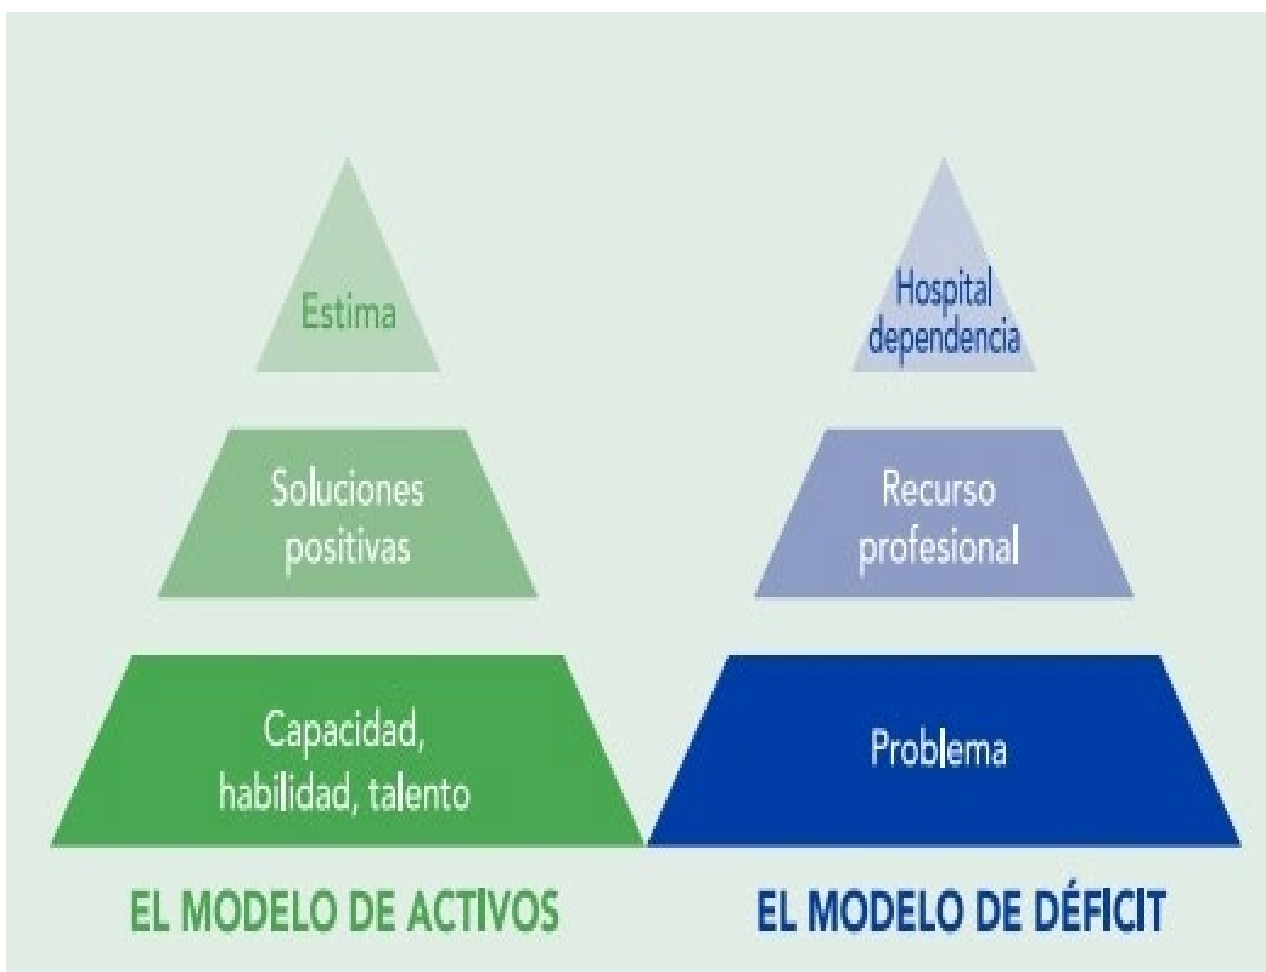 Estima
Soluciones
positivas
Capacidad,
habilidad, talento
EL MODELO DE ACTIVOS
Hospital
dependencia
Recurso
profesional
Problema
EL MODELO DE DÉFICIT